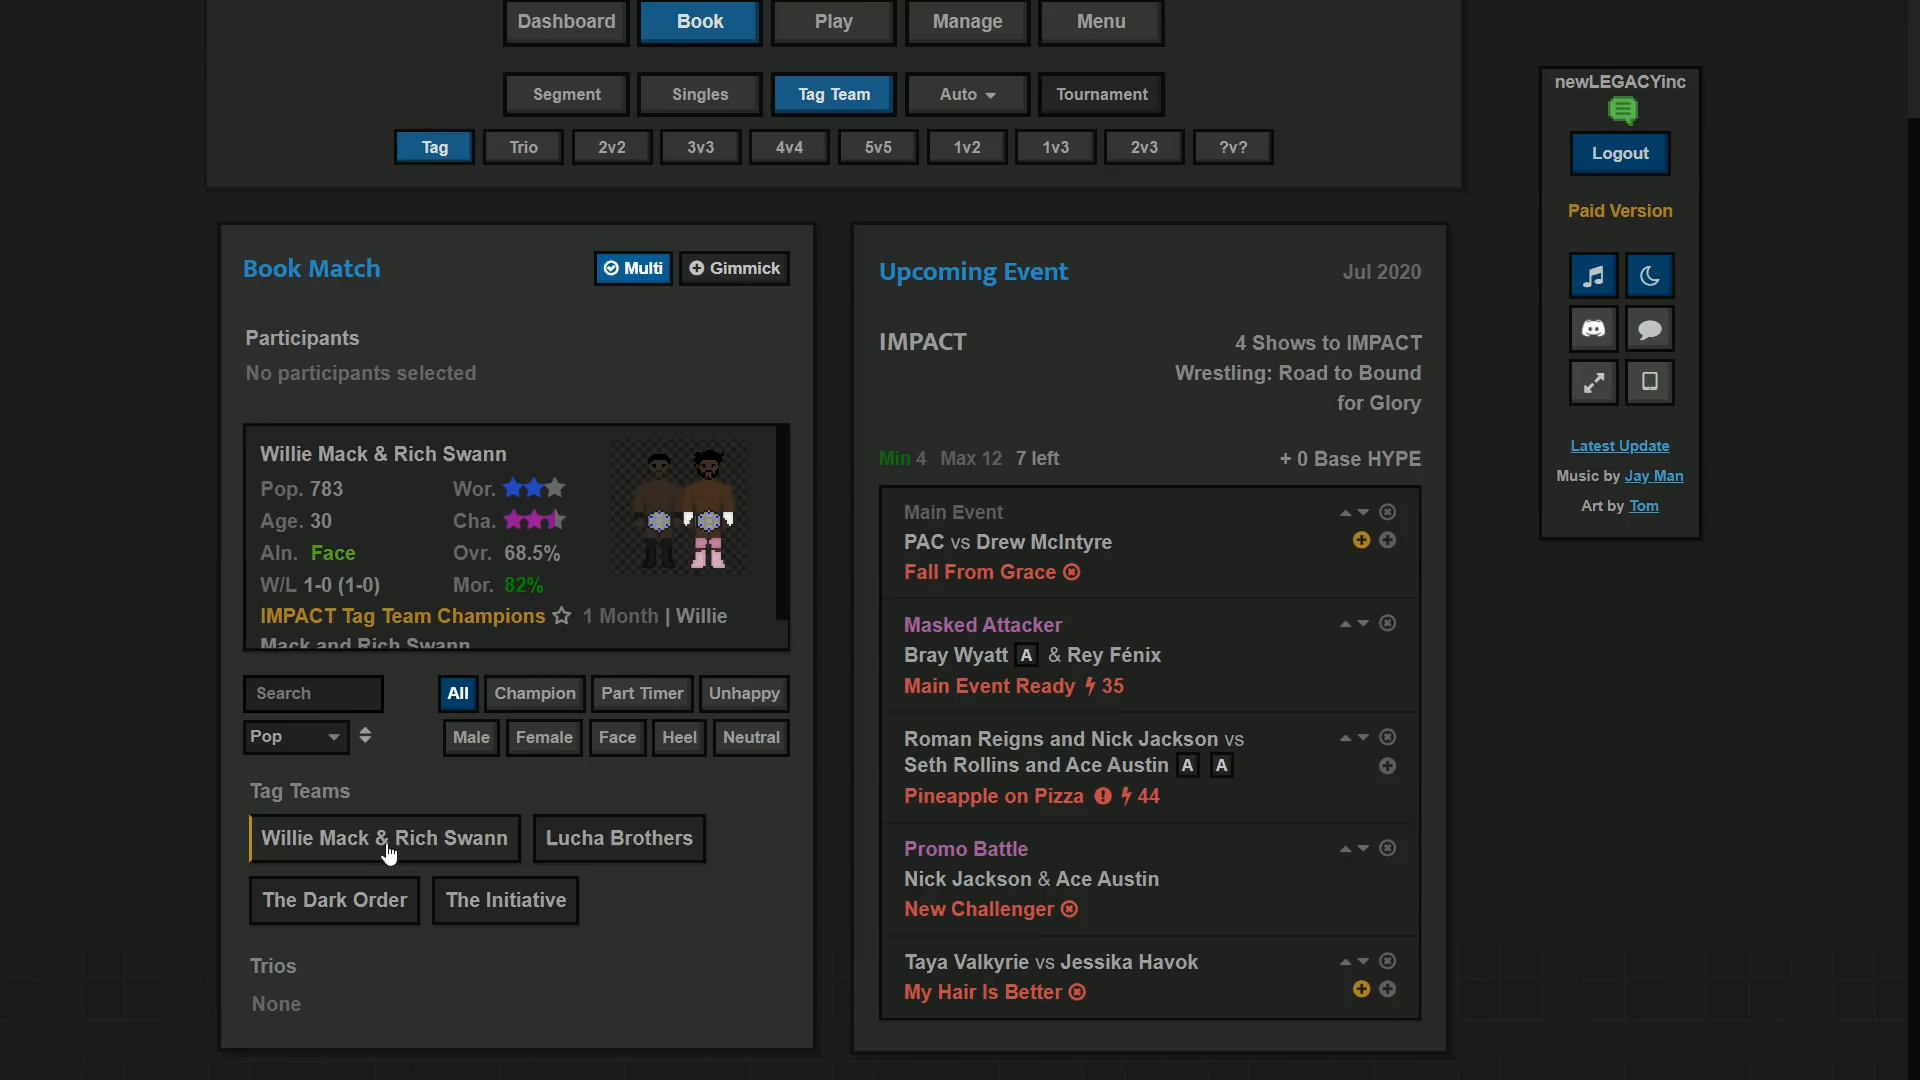 Dashboard
Book
Play
Manage
Menu
Segment
Singles
Tag Team
Auto
Tournament
Tag
Trio
2v2
3v3
4v4
5v5
1v2
1v3
2v3
?v?
Book Match
Multi
Gimmick
Participants
No participants selected
Willie Mack & Rich Swann
Pop. 783
Wor.
Age. 30
Cha.
Aln. Face
Ovr. 68.5%
W/L 1-0 (1-0)
Mor. 82%
IMPACT Tag Team Champions 1 Month | Willie
Mack and Rich Swann
Search
All
Champion
Part Timer
Unhappy
Pop
Male
Female
Face
Heel
Neutral
Tag Teams
Willie Mack & Rich Swann
Lucha Brothers
The Dark Order
The Initiative
Trios
None
Upcoming Event
Jul 2020
IMPACT
4 Shows to IMPACT
Wrestling: Road to Bound
for Glory
Min 4 Max 12 7 left
+ 0 Base HYPE
Main Event
PAC vs Drew McIntyre
Fall From Grace
Masked Attacker
Bray Wyatt A & Rey Fénix
Main Event Ready 35
Roman Reigns and Nick Jackson vs
Seth Rollins and Ace Austin A A
Pineapple on Pizza 44
Promo Battle
Nick Jackson & Ace Austin
New Challenger
Taya Valkyrie vs Jessika Havok
My Hair Is Better
newLEGACYinc
Logout
Paid Version
Latest Update
Music by Jay Man
Art by Tom